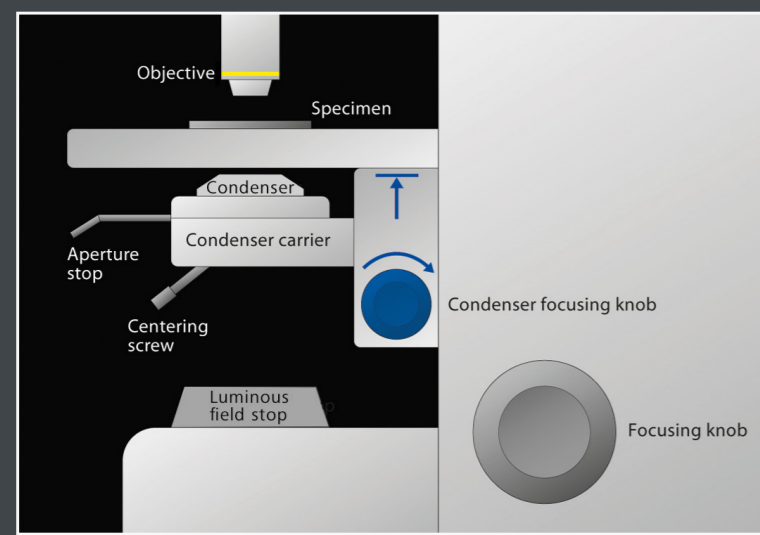 Objective
Specimen
Condenser
Condenser carrier
Aperture
stop
Centering
screw
Condenser focusing knob
Luminous
field stop
Focusing knob